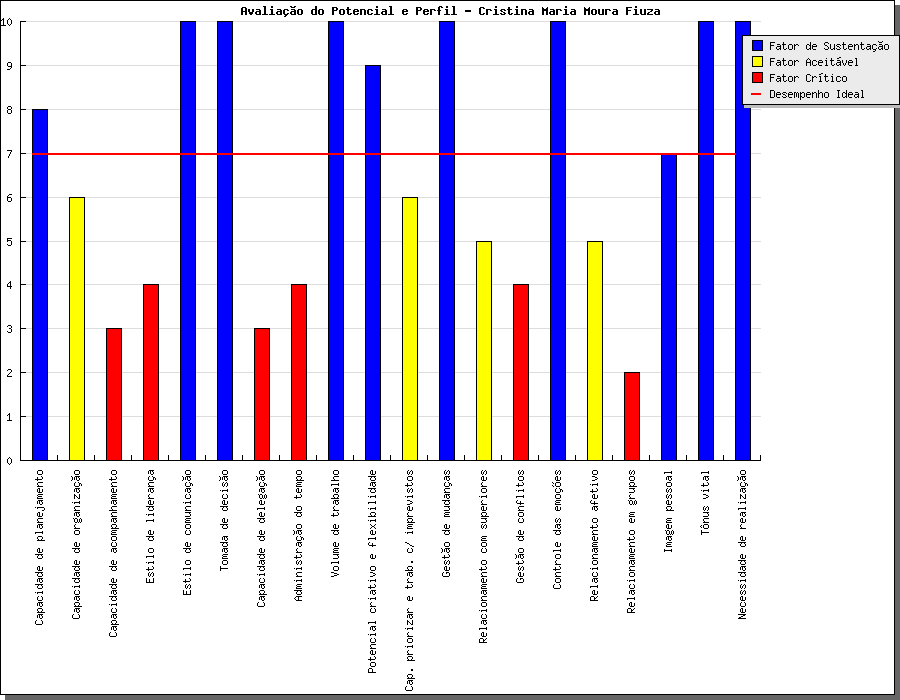 Avaliação do Potencial e Perfil - Cristina Maria Moura Fiuza
Fator de Sustentação
Fator Aceitável
Fator Crítico
Desempenho Ideal
10
9
8
7
6
5
4
3
2
1
0
Capacidade de planejamento
Capacidade de organização
Capacidade de acompanhamento
Estilo de liderança
Estilo de comunicação
Tomada de decisão
Capacidade de delegação
Administração do tempo
Volume de trabalho
Potencial criativo e flexibilidade
Cap. priorizar e trab. c/ imprevistos
Gestão de mudanças
Relacionamento com superiores
Gestão de conflitos
Controle das emoções
Relacionamento afetivo
Relacionamento em grupos
Imagem pessoal
Tônus vital
Necessidade de realização